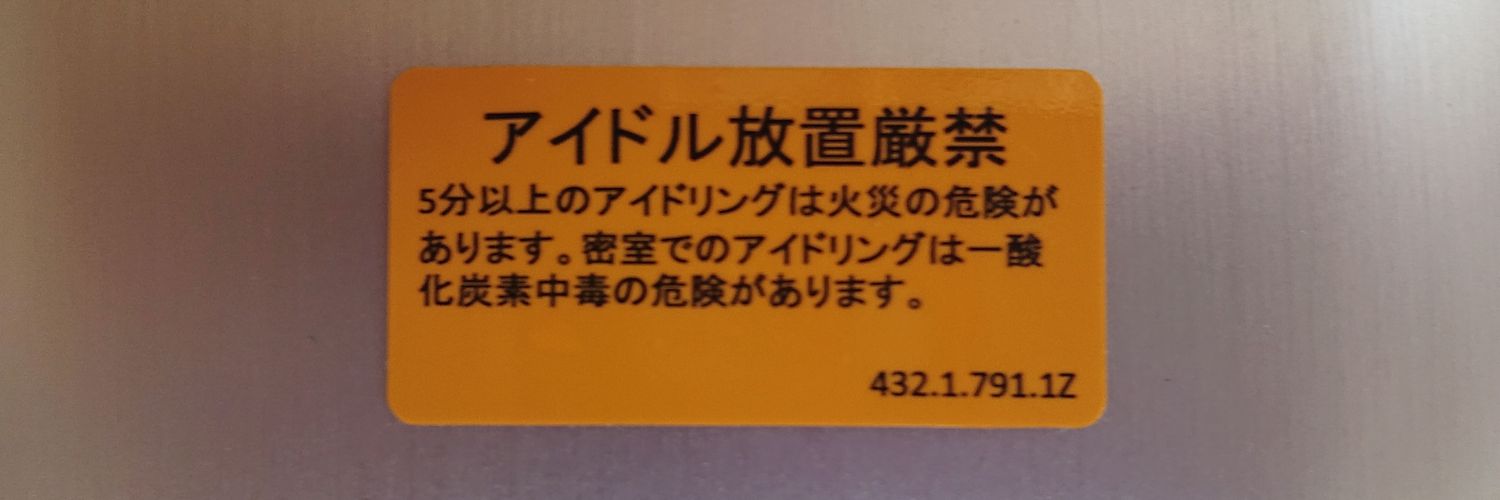 アイドル放置厳禁
5分以上のアイドリングは火災の危険が
あります。密室でのアイドリングは一酸
化炭素中毒の危険があります。
432.1.791.1Z